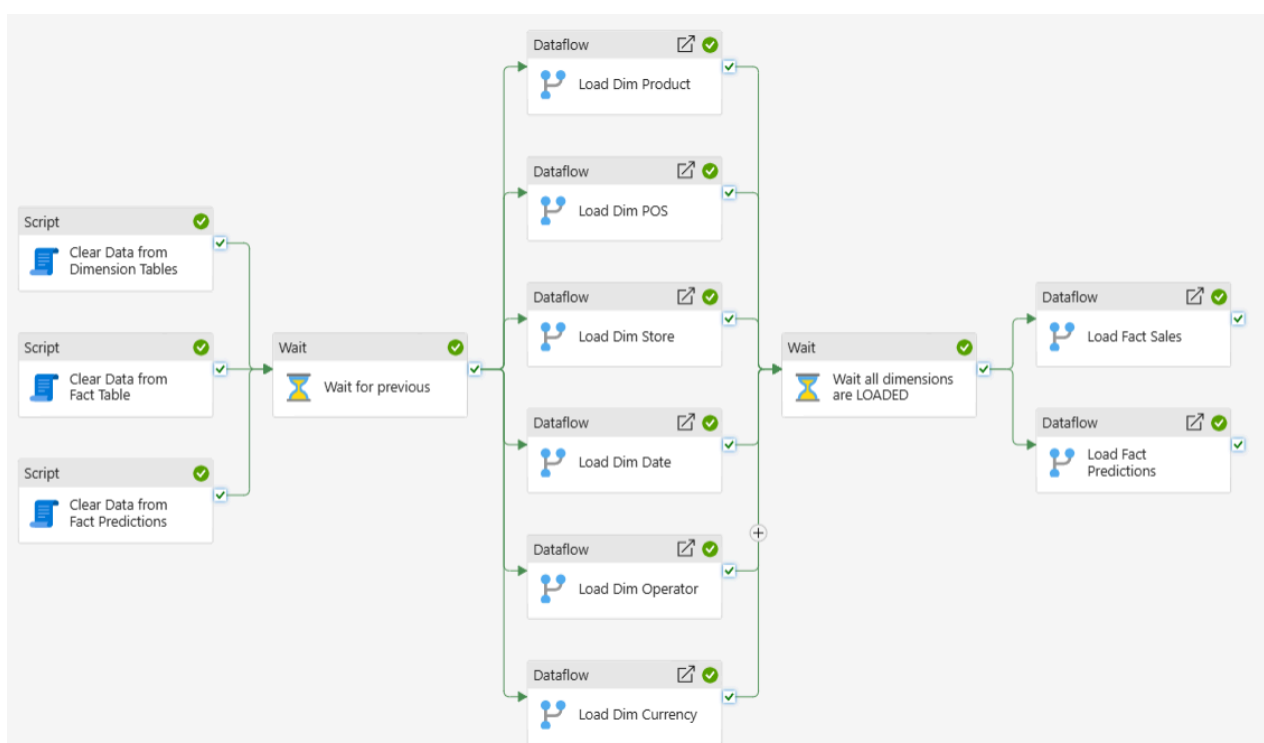 Script
Clear Data from
Dimension Tables
Script
Clear Data from
Fact Table
Script
Clear Data from
Fact Predictions
Wait
Wait for previous
Dataflow
Load Dim Product
Dataflow
Load Dim POS
Dataflow
Load Dim Store
Dataflow
Load Dim Date
Dataflow
Load Dim Operator
Dataflow
Load Dim Currency
Wait
Wait all dimensions
are LOADED
Dataflow
Load Fact Sales
Dataflow
Load Fact
Predictions